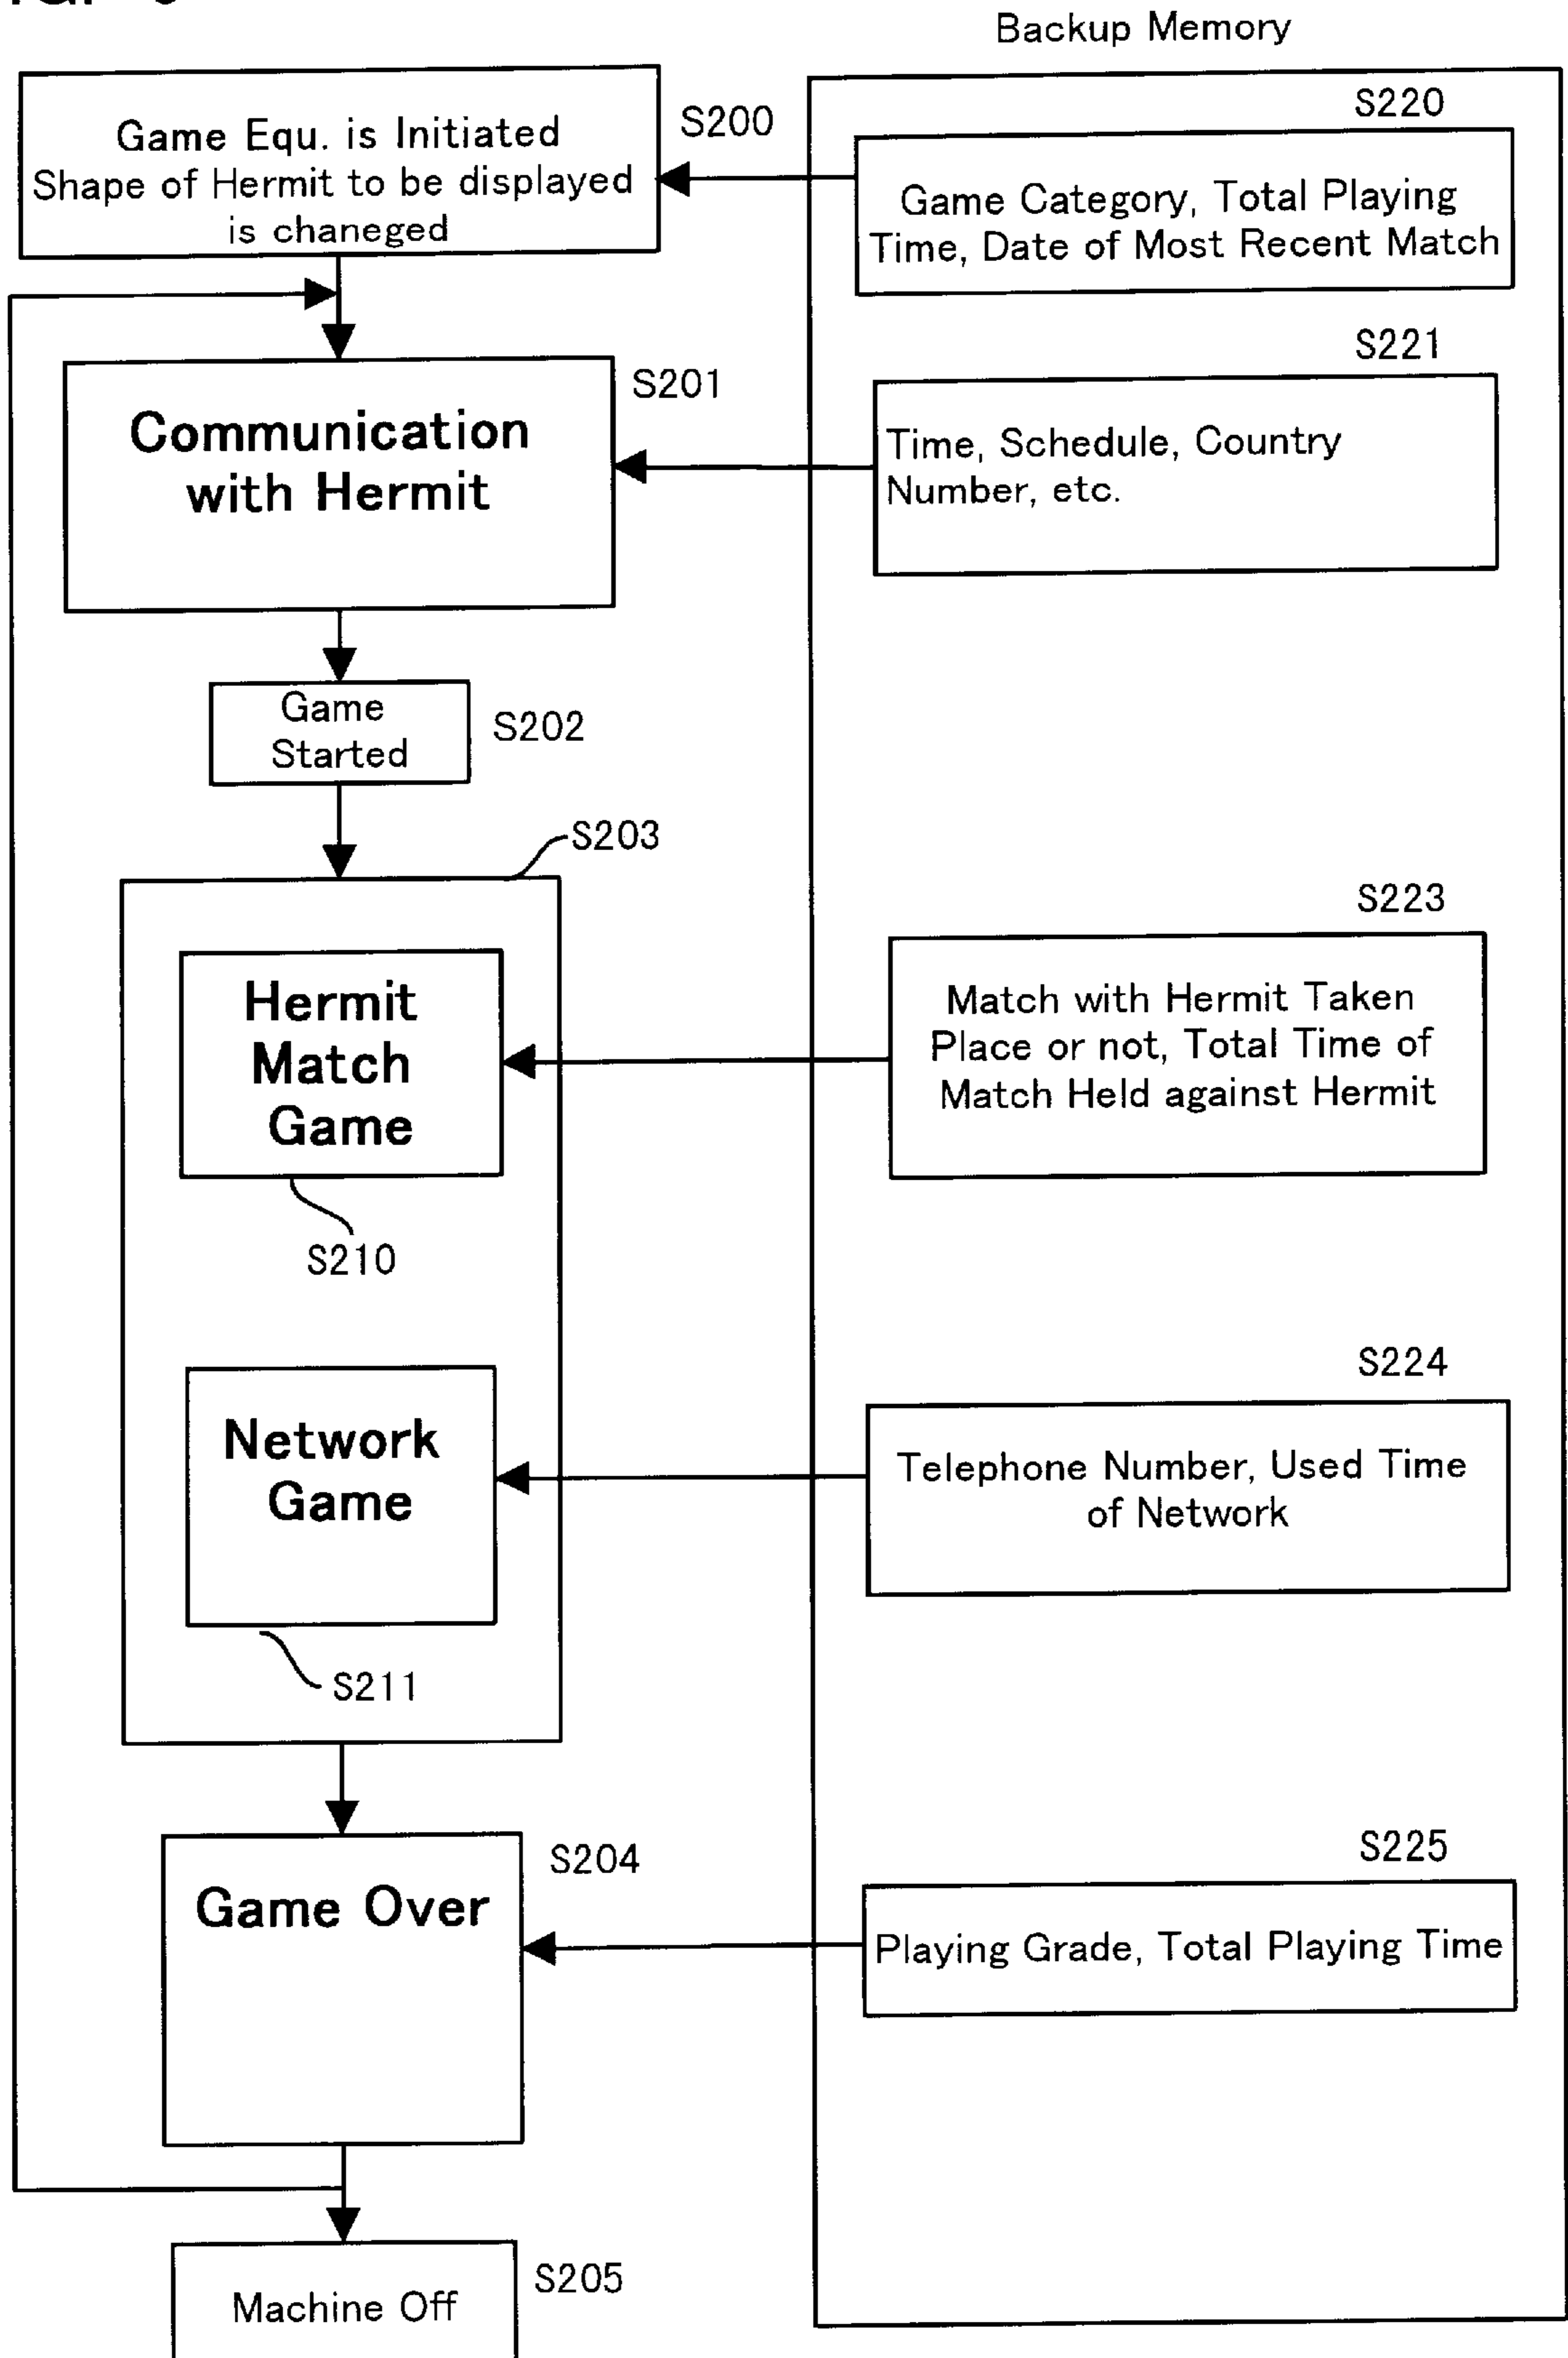 Backup Memory
Game Equ. is Initiated
Shape of Hermit to be displayed
is chaneged
S200
S220
Game Category, Total Playing
Time, Date of Most Recent Match
Communication
with Hermit
S201
S221
Time, Schedule, Country
Number, etc.
Game
Started
S202
S203
Hermit
Match
Game
S210
S223
Match with Hermit Taken
Place or not, Total Time of
Match Held against Hermit
Network
Game
S211
S224
Telephone Number, Used Time
of Network
Game Over
S204
S225
Playing Grade, Total Playing Time
Machine Off
S205